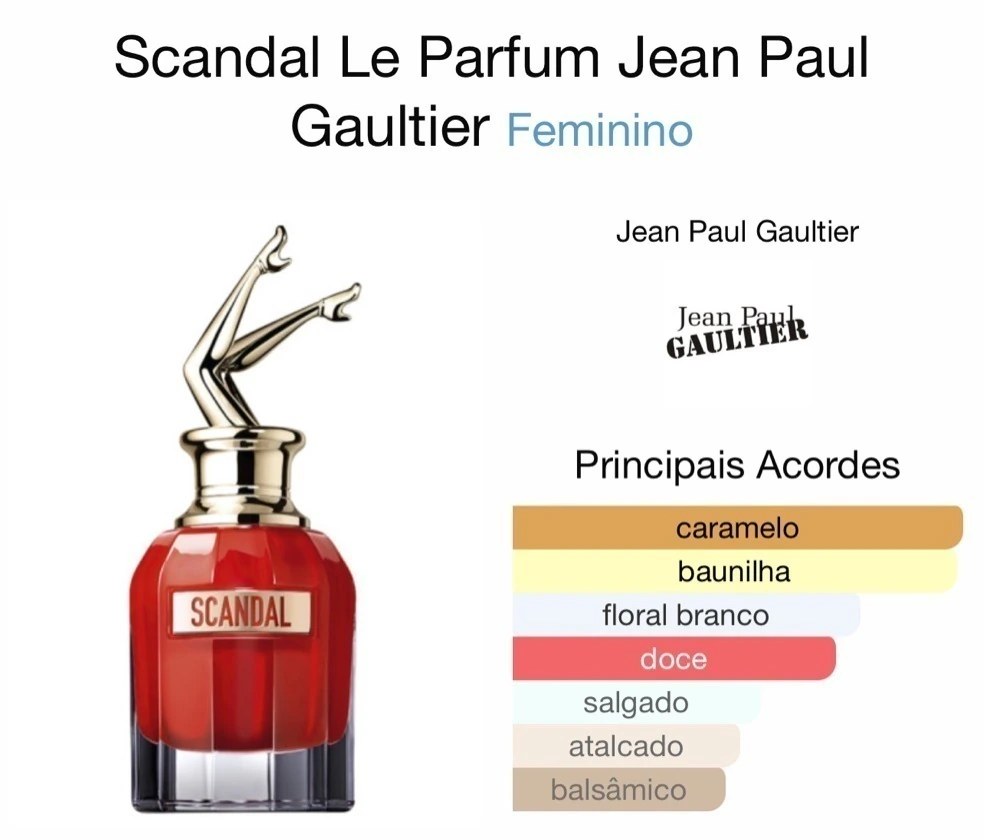 Scandal Le Parfum Jean Paul
Gaultier Feminino
Jean Paul Gaultier
Jean Paul
GAULTIER
Principais Acordes
caramelo
baunilha
floral branco
doce
salgado
atalcado
balsâmico
SCANDAL